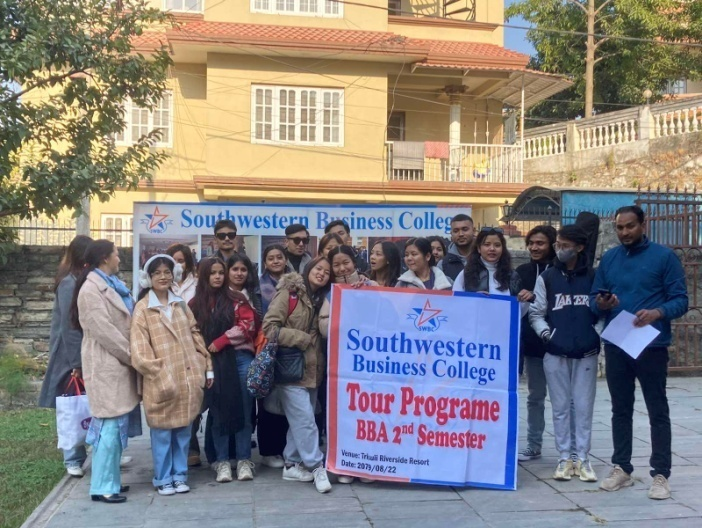 Southwestern Business College
SWBC
SWBC
Southwestern
Business College
Tour Programe
BBA 2nd Semester
Venue: Trisuli Riverside Resort
Date: 2079/08/22
LAKERS